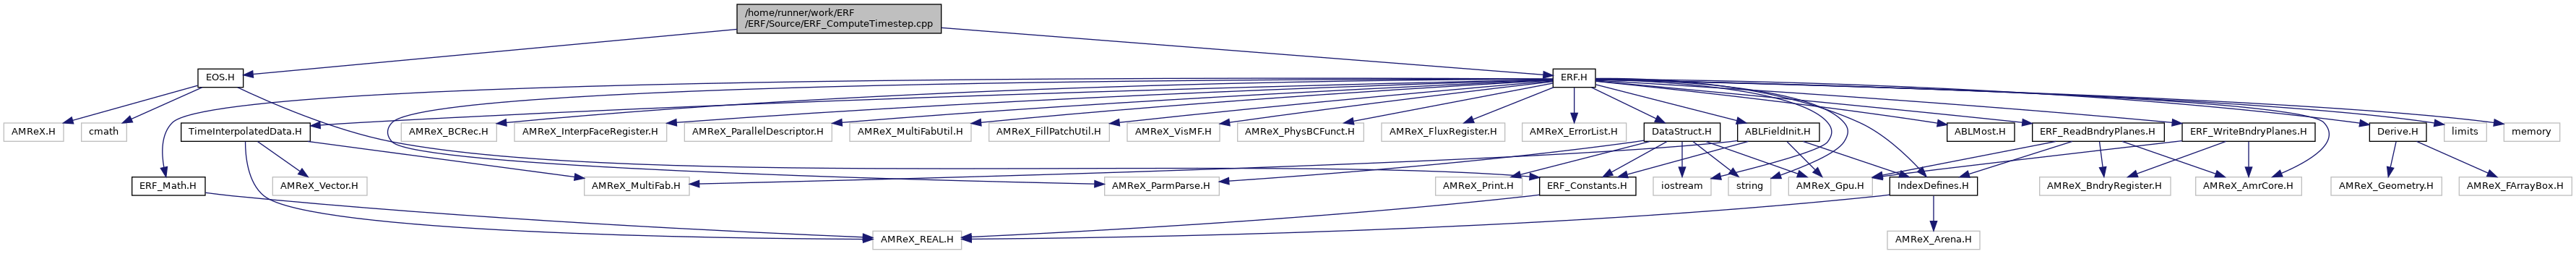 /home/runner/work/ERF
/ERF/Source/ERF_ComputeTimestep.cpp
EOS.H
ERF.H
AMReX.H
cmath
TimeInterpolatedData.H
AMReX_BCRec.H
AMReX_InterpFaceRegister.H
AMReX_ParallelDescriptor.H
AMReX_MultiFabUtil.H
AMReX_FillPatchUtil.H
AMReX_VisMF.H
AMReX_PhysBCFunct.H
AMReX_FluxRegister.H
AMReX_ErrorList.H
DataStruct.H
ABLFieldInit.H
ABLMost.H
ERF_ReadBndryPlanes.H
ERF_WriteBndryPlanes.H
Derive.H
limits
memory
ERF_Math.H
AMReX_Vector.H
AMReX_MultiFab.H
AMReX_ParmParse.H
AMReX_Print.H
ERF_Constants.H
iostream
string
AMReX_Gpu.H
IndexDefines.H
AMReX_BndryRegister.H
AMReX_AmrCore.H
AMReX_Geometry.H
AMReX_FArrayBox.H
AMReX_REAL.H
AMReX_Arena.H